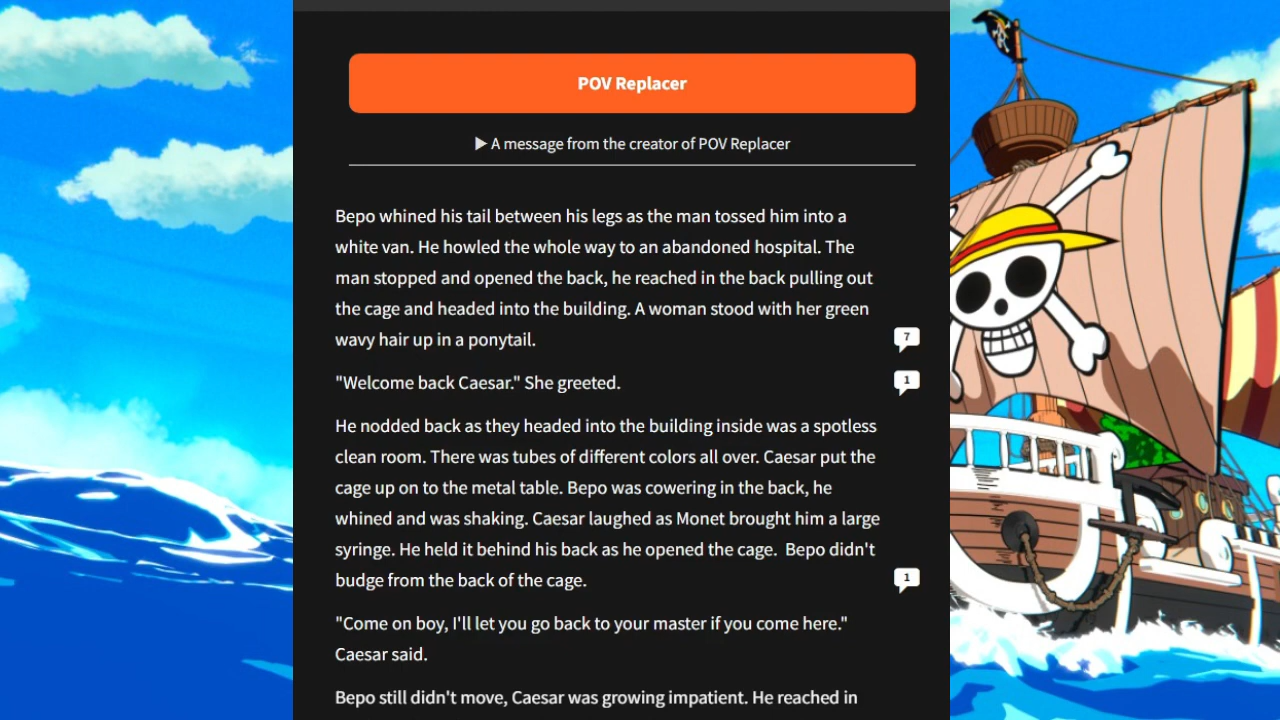 POV Replacer
▶ A message from the creator of POV Replacer
Bepo whined his tail between his legs as the man tossed him into a
white van. He howled the whole way to an abandoned hospital. The
man stopped and opened the back, he reached in the back pulling out
the cage and headed into the building. A woman stood with her green
wavy hair up in a ponytail.
7
"Welcome back Caesar." She greeted.
1
He nodded back as they headed into the building inside was a spotless
clean room. There was tubes of different colors all over. Caesar put the
cage up on to the metal table. Bepo was cowering in the back, he
whined and was shaking. Caesar laughed as Monet brought him a large
syringe. He held it behind his back as he opened the cage.  Bepo didn't
budge from the back of the cage.
1
"Come on boy, I'll let you go back to your master if you come here."
Caesar said.
Bepo still didn't move, Caesar was growing impatient. He reached in